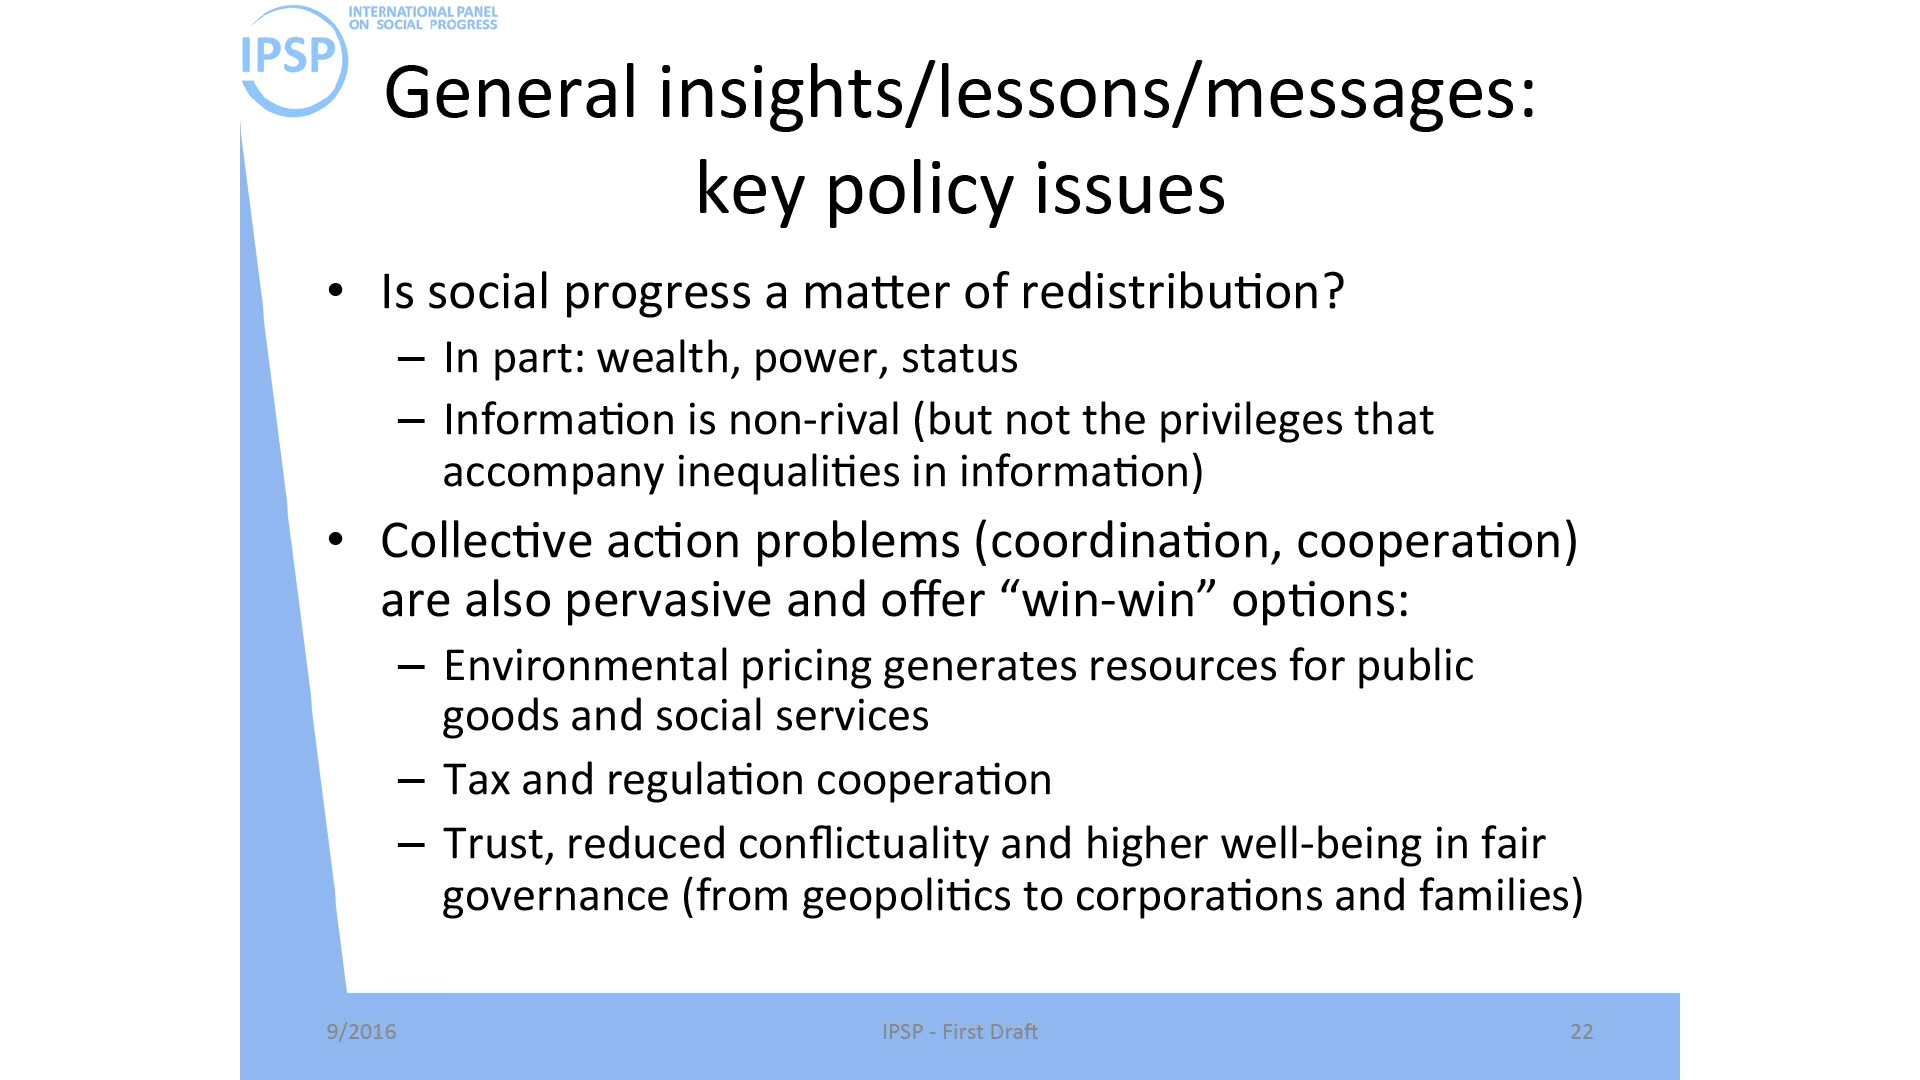 INTERNATIONAL PANEL
ON SOCIAL PROGRESS
IPSP
General insights/lessons/messages:
key policy issues
• Is social progress a matter of redistribution?
– In part: wealth, power, status
– Information is non-rival (but not the privileges that
accompany inequalities in information)
• Collective action problems (coordination, cooperation)
are also pervasive and offer “win-win” options:
– Environmental pricing generates resources for public
goods and social services
– Tax and regulation cooperation
– Trust, reduced conflictuality and higher well-being in fair
governance (from geopolitics to corporations and families)
9/2016
IPSP - First Draft
22